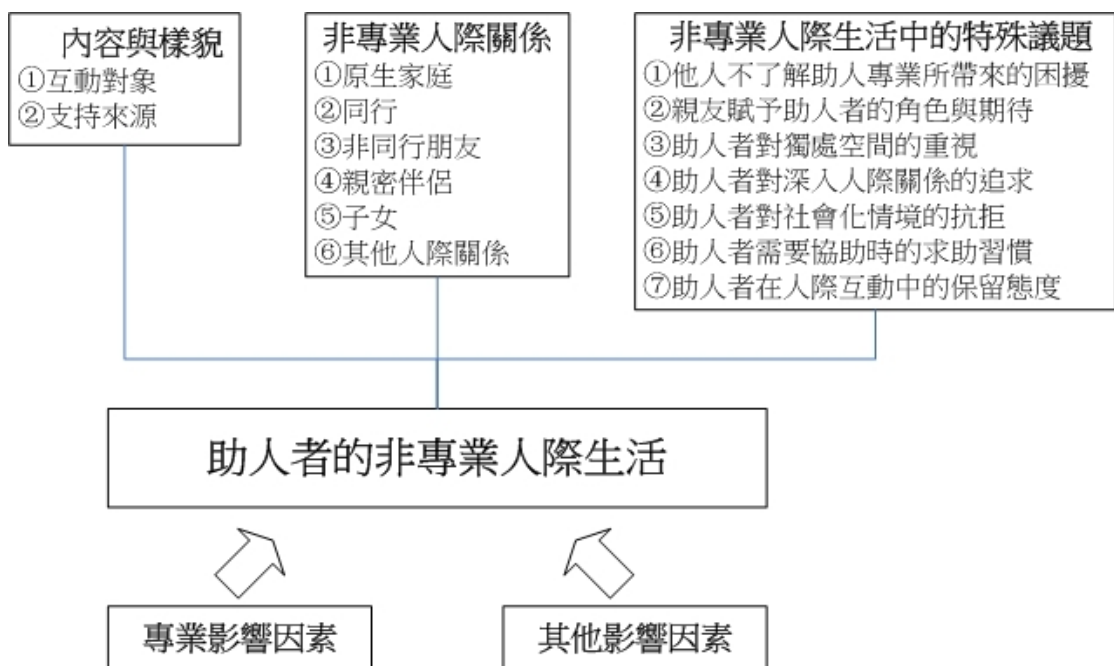 內容與樣貌
①互動對象
②支持來源
非專業人際關係
①原生家庭
②同行
③非同行朋友
④親密伴侶
⑤子女
⑥其他人際關係
非專業人際生活中的特殊議題
①他人不了解助人專業所帶來的困擾
②親友賦予助人者的角色與期待
③助人者對獨處空間的重視
④助人者對深入人際關係的追求
⑤助人者對社會化情境的抗拒
⑥助人者需要協助時的求助習慣
⑦助人者在人際互動中的保留態度
助人者的非專業人際生活
專業影響因素
其他影響因素